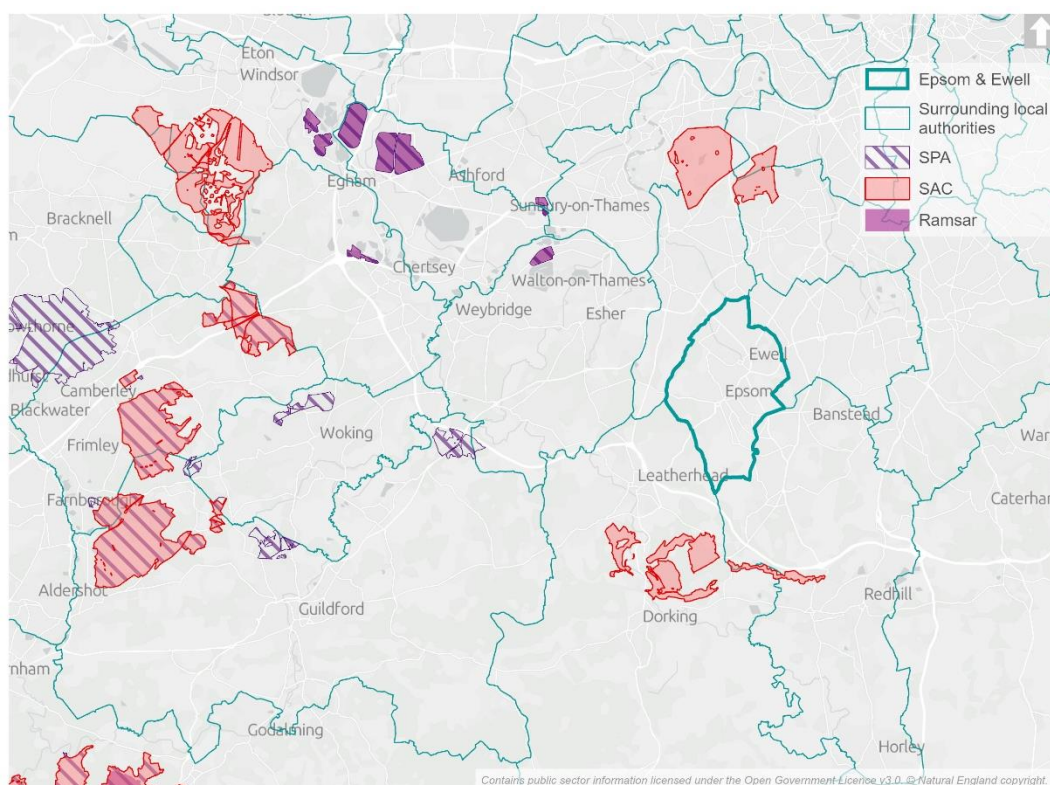 Eton
Windsor
Epsom & Ewell
Surrounding local
authorities
SPA
SAC
Ramsar
Egham
Ashford
Sunbury-on-Thames
Bracknell
Chertsey
Walton-on-Thames
Weybridge
Esher
Ewell
Epsom
Camberley
Blackwater
Banstead
Frimley
Woking
Leatherhead
Farnborough
Aldershot
Guildford
Dorking
Redhill
Godalming
Horley
Contains public sector information licensed under the Open Government Licence v3.0. © Natural England copyright.